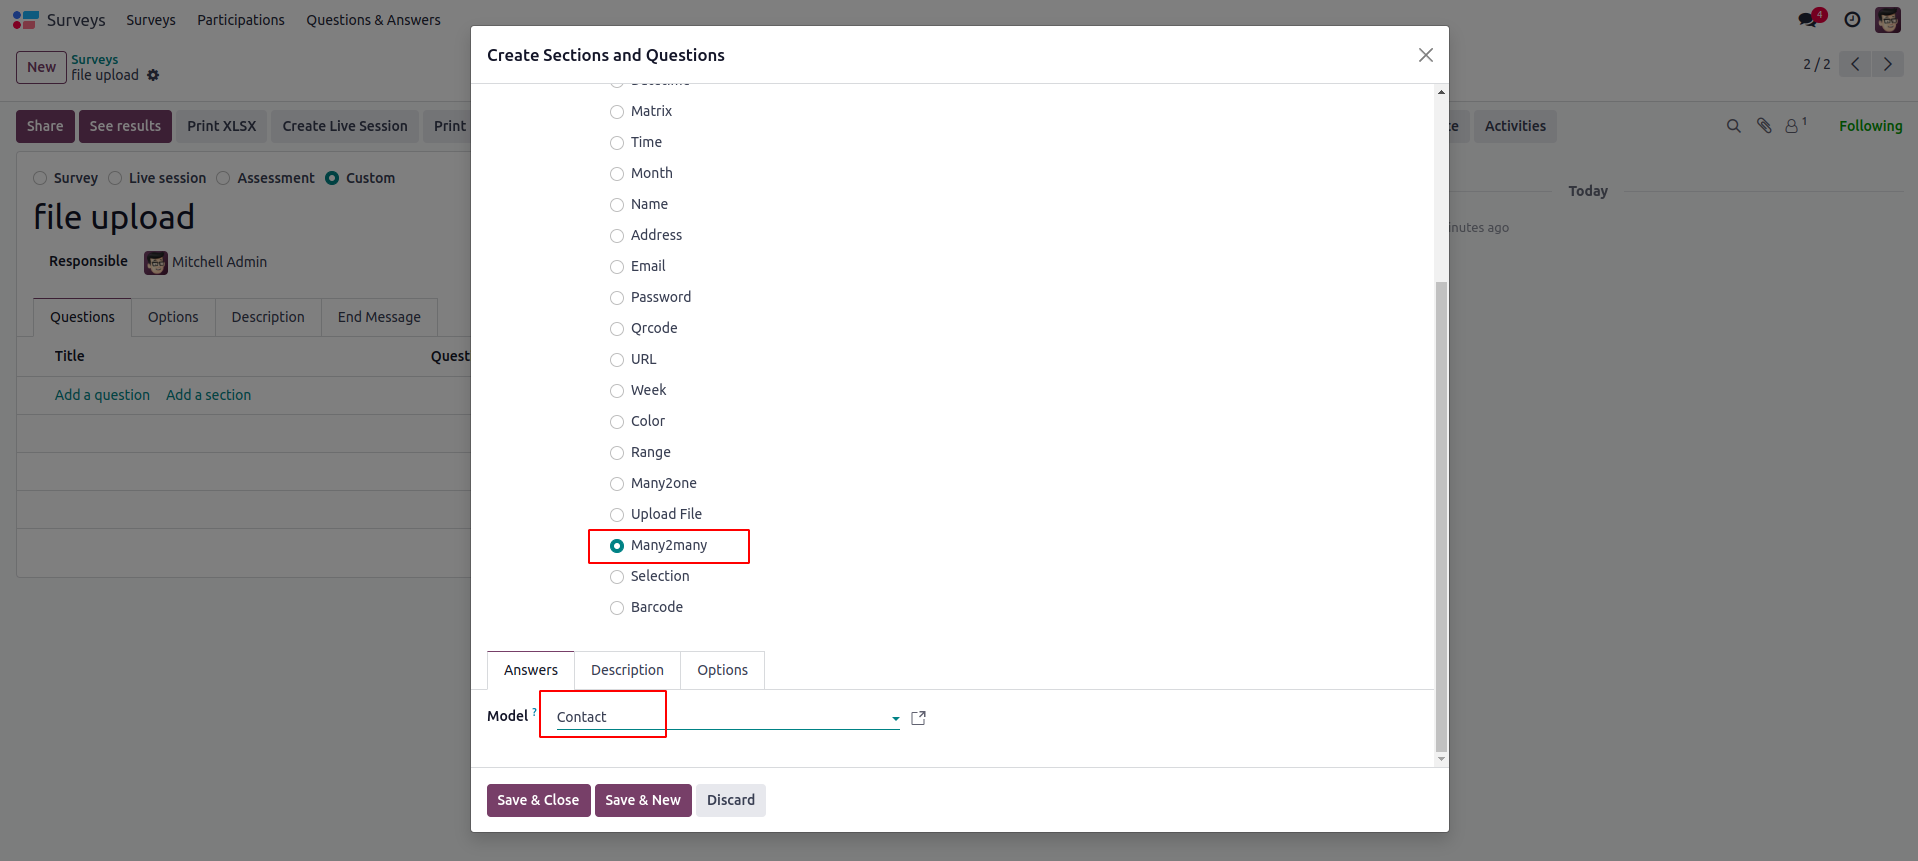 Surveys Surveys Participations Questions & Answers 4
New Surveys
file upload
2 / 2
Share See results Print XLSX Create Live Session Print
Activities 1 Following
Survey Live session Assessment Custom
file upload
Responsible Mitchell Admin
Questions Options Description End Message
Title Quest
Add a question Add a section
Today
inutes ago
Create Sections and Questions
Datetime
Matrix
Time
Month
Name
Address
Email
Password
Qrcode
URL
Week
Color
Range
Many2one
Upload File
Many2many
Selection
Barcode
Answers Description Options
Model ? Contact
Save & Close Save & New Discard